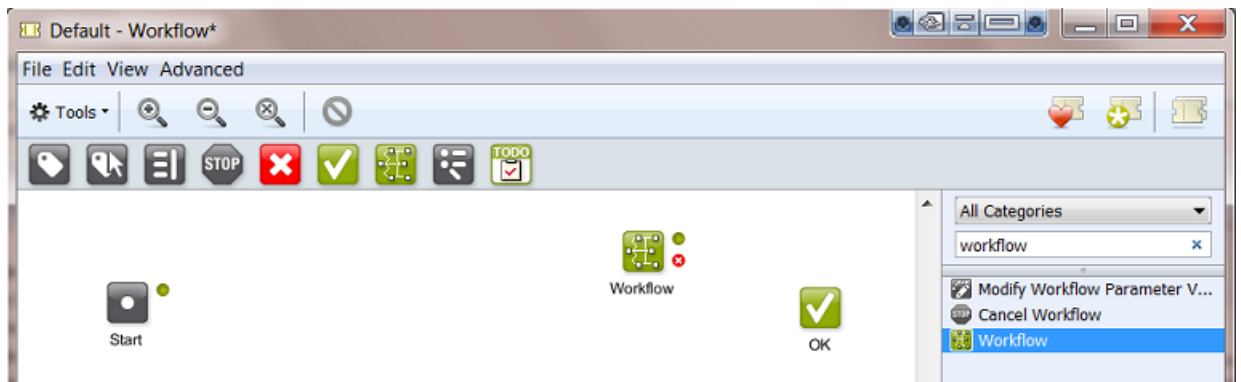 Default - Workflow*
File Edit View Advanced
Tools
STOP
TODO
All Categories
workflow
Modify Workflow Parameter V...
STOP Cancel Workflow
Workflow
Workflow
Start
OK